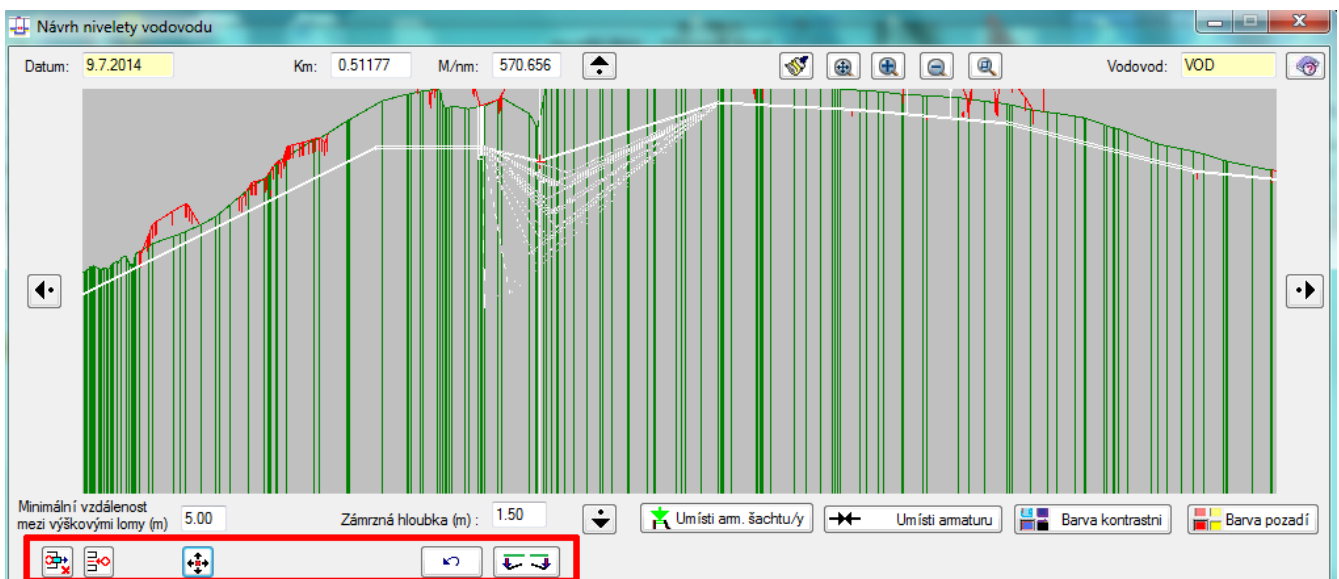 Návrh nivelety vodovodu
Datum: 9.7.2014 Km: 0.51177 M/nm: 570.656 Vodovod: VOD
Minimální vzdálenost
mezi výškovými lomy (m) 5.00 Zámrzná hloubka (m) : 1.50 Umísti arm. šachtu/y Umísti armaturu Barva kontrastni Barva pozadí